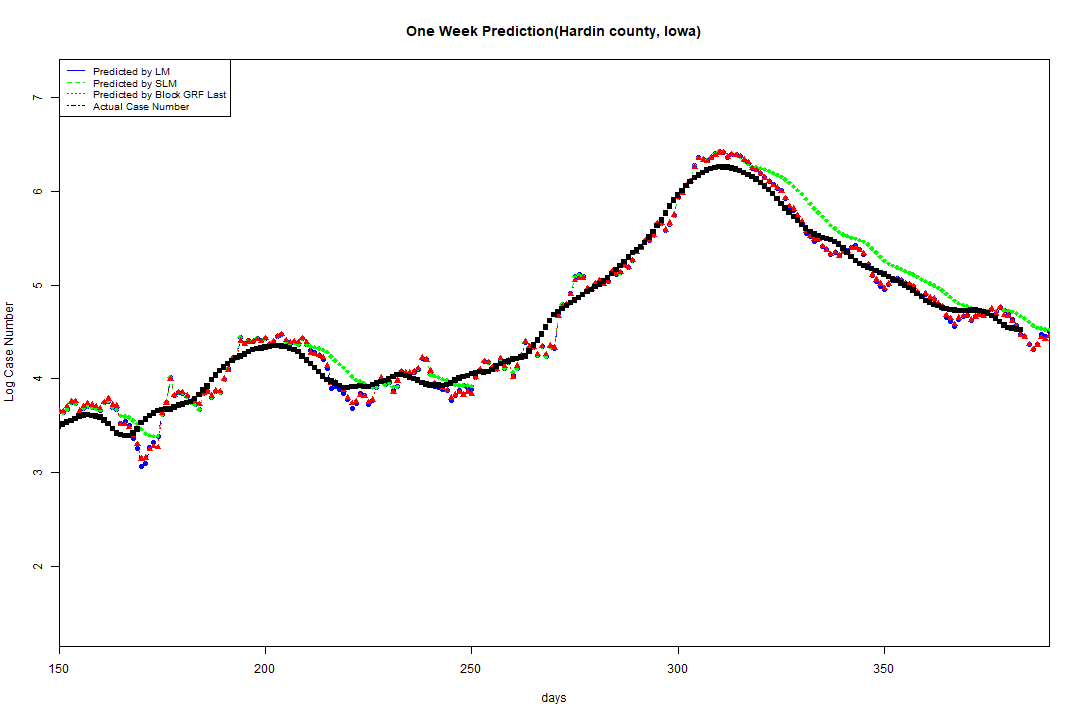 One Week Prediction(Hardin county, Iowa)
Predicted by LM
Predicted by SLM
Predicted by Block GRF Last
Actual Case Number
7
6
5
4
3
2
Log Case Number
150 200 250 300 350
days